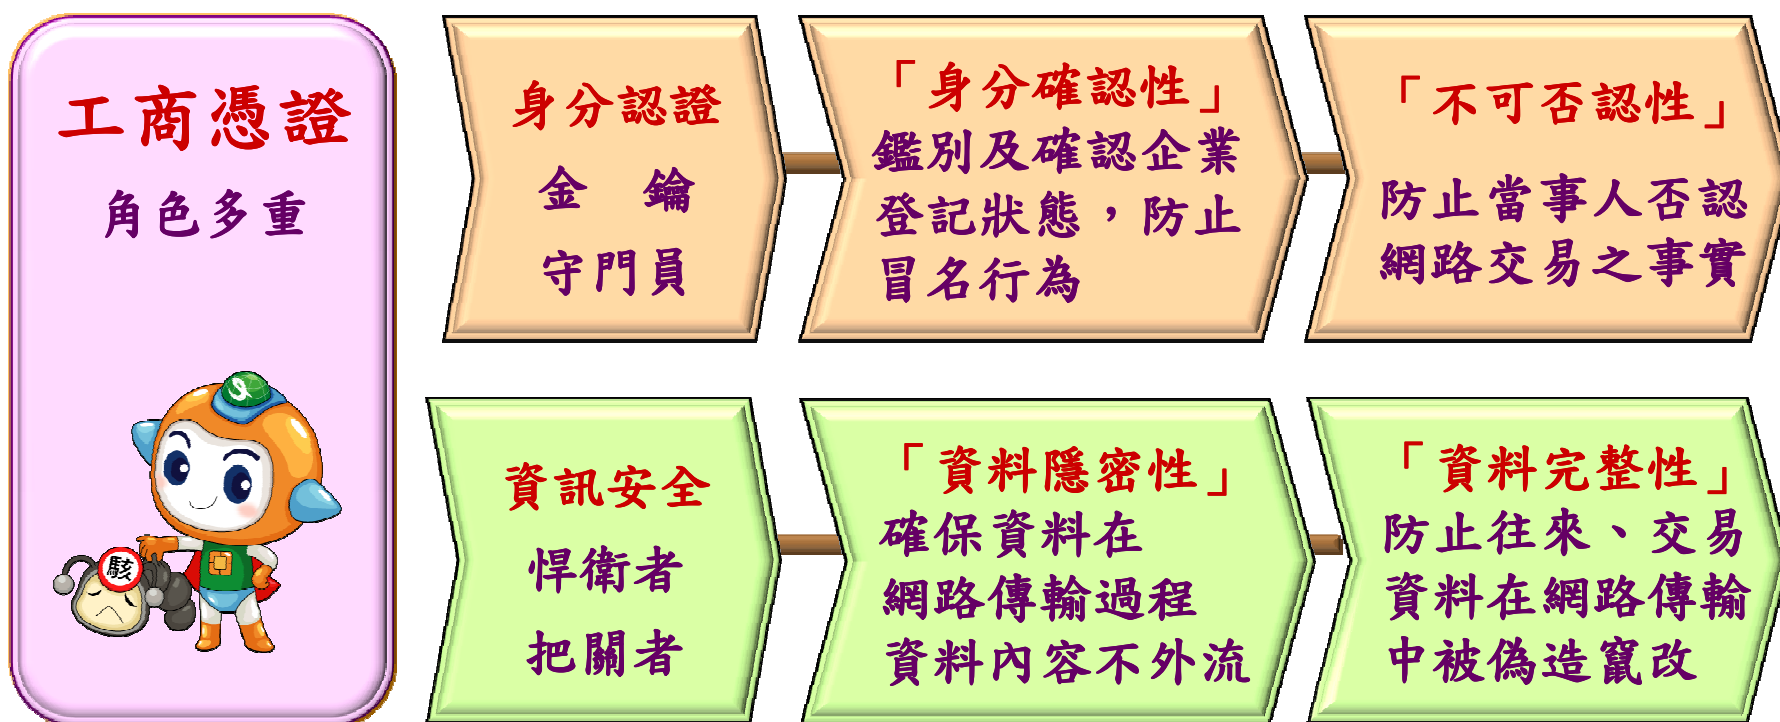 工商憑證
角色多重
駭
身分認證
金 鑰
守門員
「身分確認性」
鑑別及確認企業
登記狀態，防止
冒名行為
「不可否認性」
防止當事人否認
網路交易之事實
資訊安全
悍衛者
把關者
「資料隱密性」
確保資料在
網路傳輸過程
資料內容不外流
「資料完整性」
防止往來、交易
資料在網路傳輸
中被偽造竄改